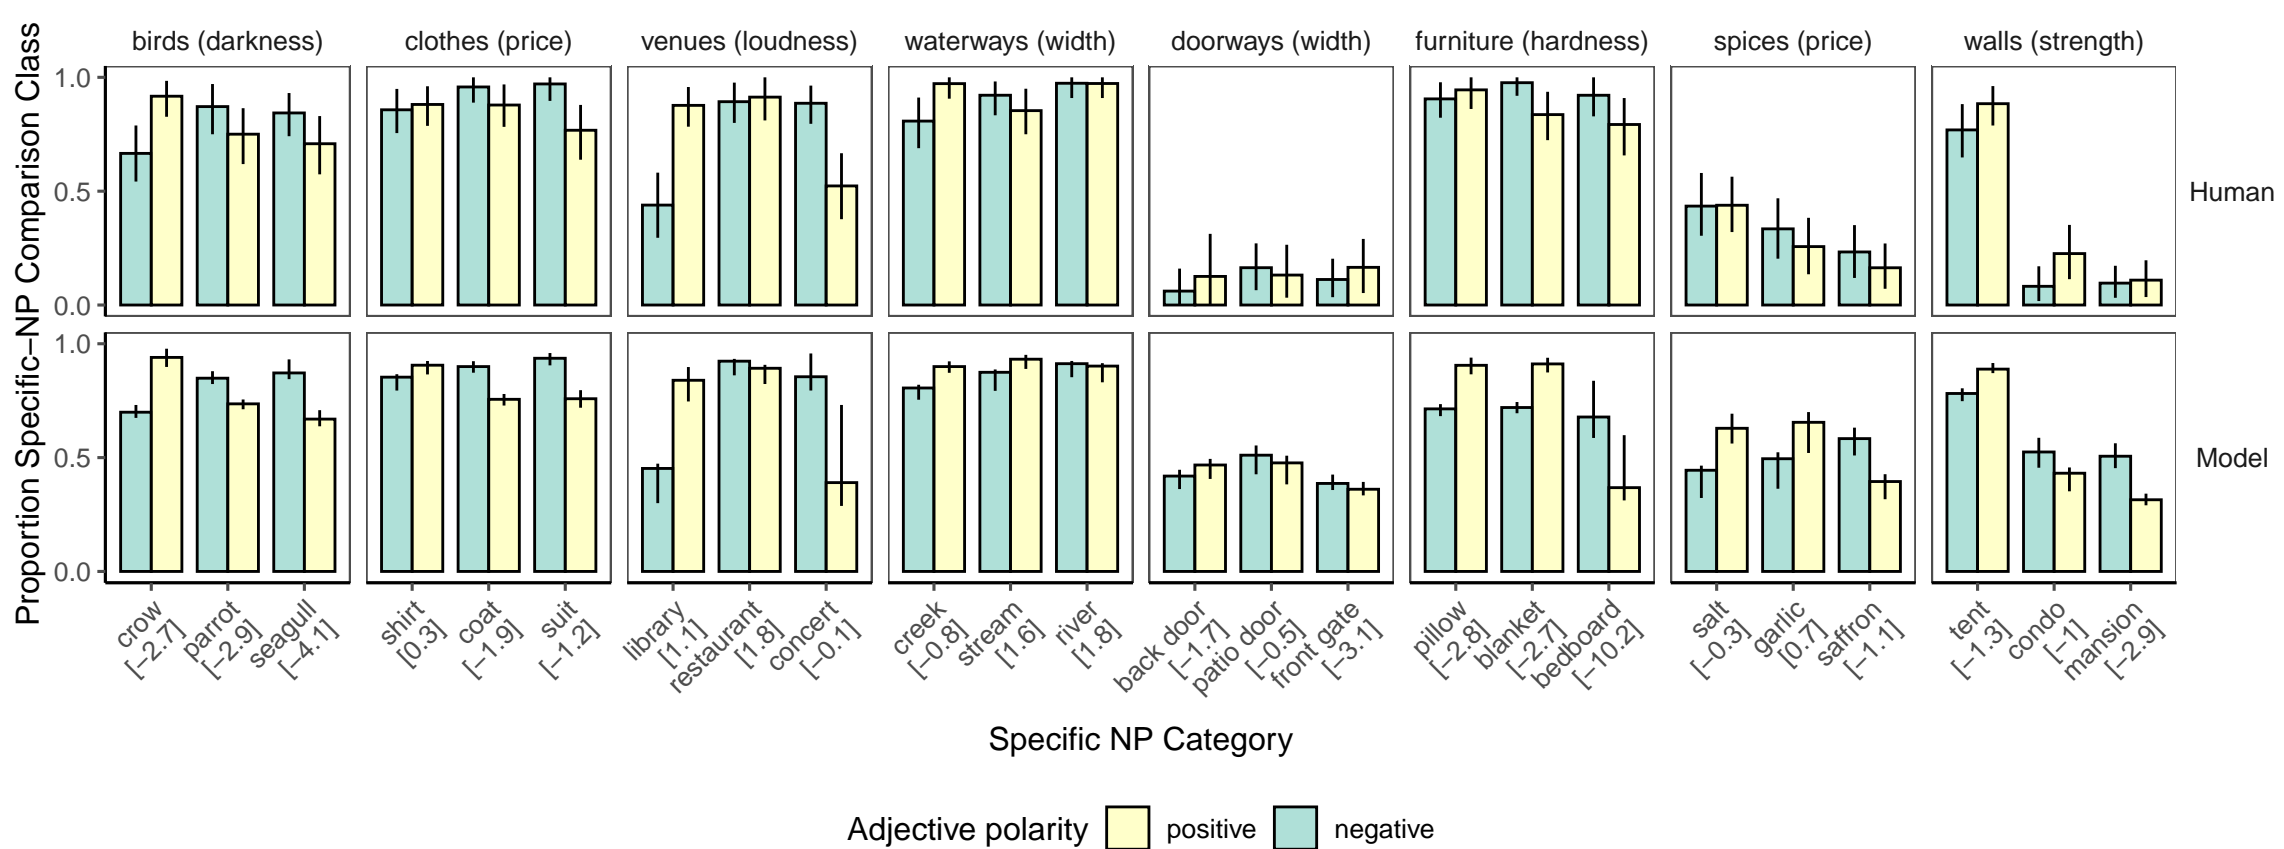 birds (darkness)
clothes (price)
venues (loudness)
waterways (width)
doorways (width)
furniture (hardness)
spices (price)
walls (strength)
Proportion Specific−NP Comparison Class
1.0
0.5
0.0
Human
1.0
0.5
0.0
Model
crow
[−2.7]
parrot
[−2.9]
seagull
[−4.1]
shirt
[0.3]
coat
[−1.9]
suit
[−1.2]
library
[1.1]
restaurant
[1.8]
concert
[−0.1]
creek
[−0.8]
stream
[1.6]
river
[1.8]
back door
[−1.7]
patio door
[−0.5]
front gate
[−3.1]
pillow
[−2.8]
blanket
[−2.7]
bedboard
[−10.2]
salt
[−0.3]
garlic
[0.7]
saffron
[−1.1]
tent
[−1.3]
condo
[−1]
mansion
[−2.9]
Specific NP Category
Adjective polarity positive negative